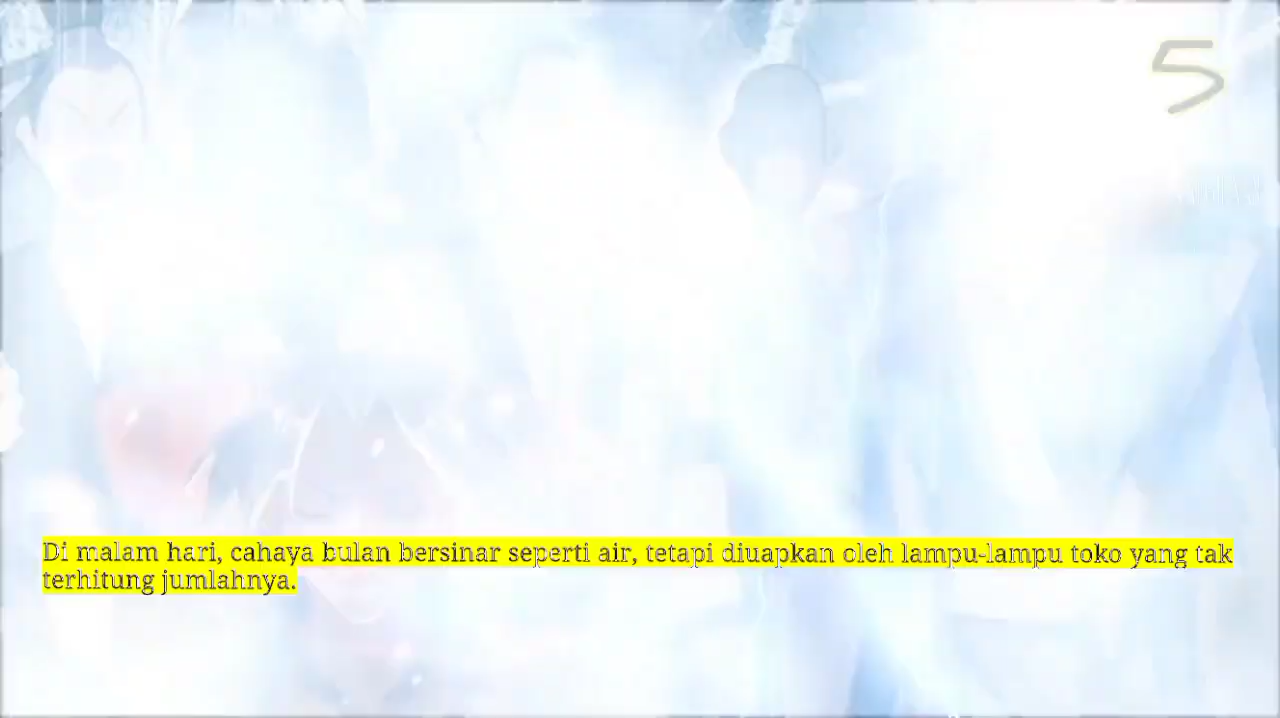 5
Di malam hari, cahaya bulan bersinar seperti air, tetapi diuapkan oleh lampu-lampu toko yang tak
terhitung jumlahnya.